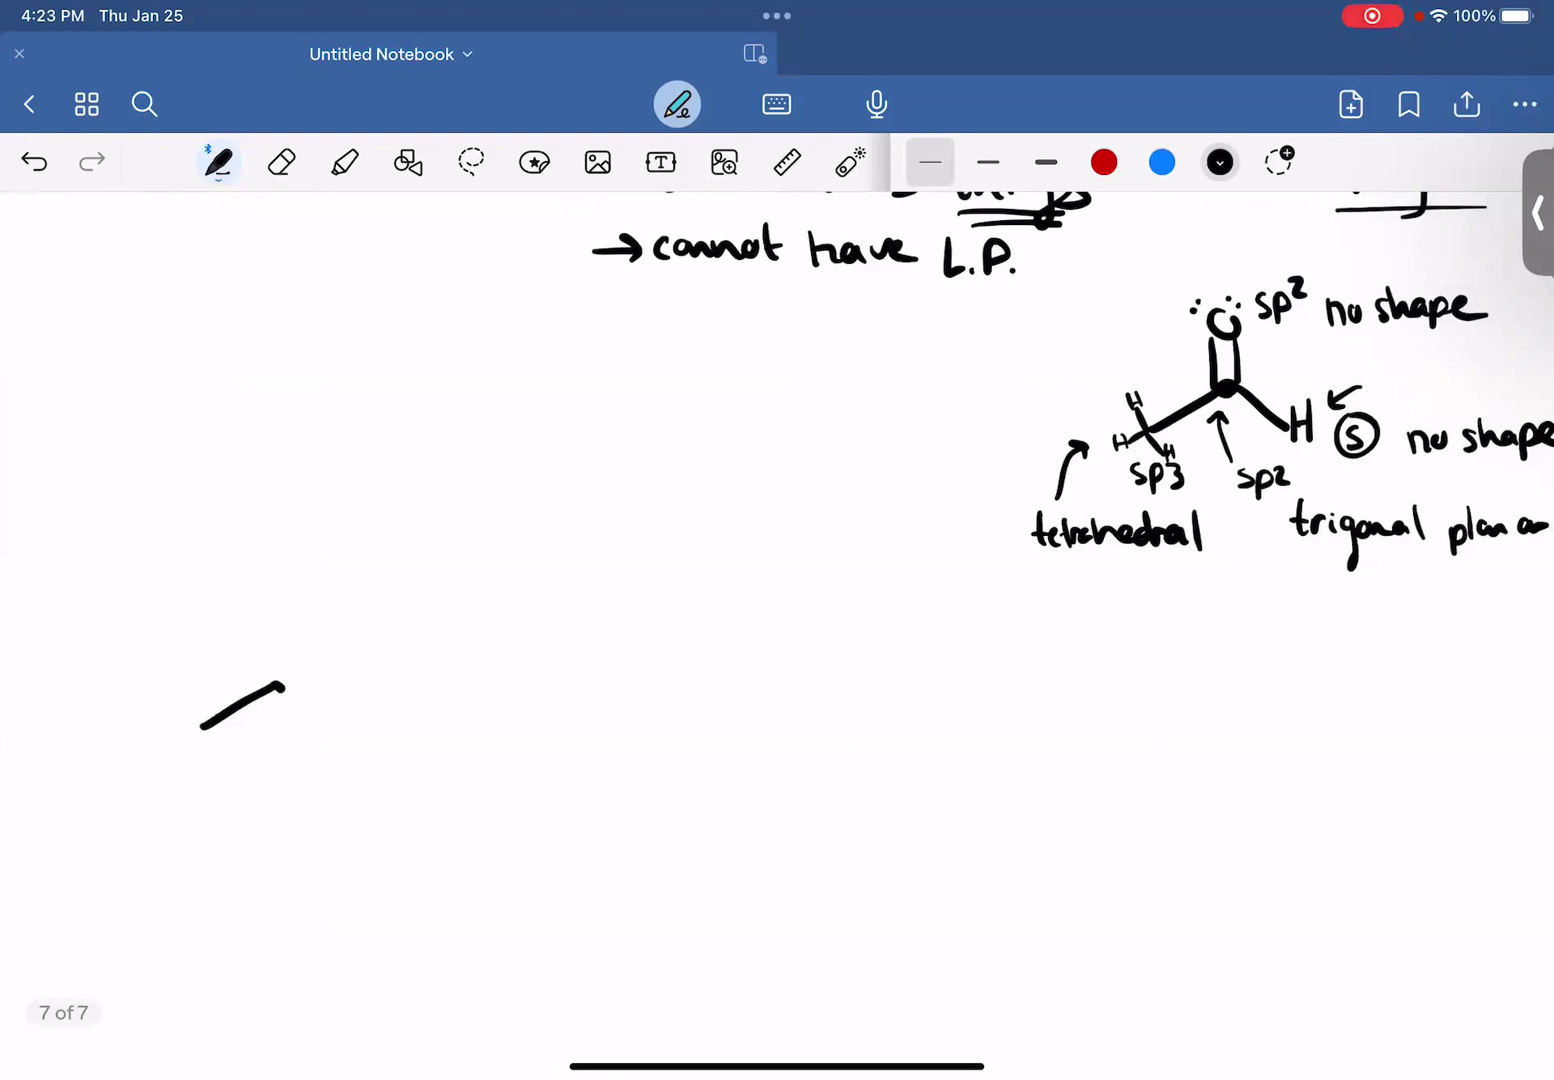 4:23 PM Thu Jan 25
100%
Untitled Notebook
→ cannot have L.P.
:O: sp² no shape
H
H H S no shape
H
sp3 sp2
tetrahedral trigonal planar
7 of 7